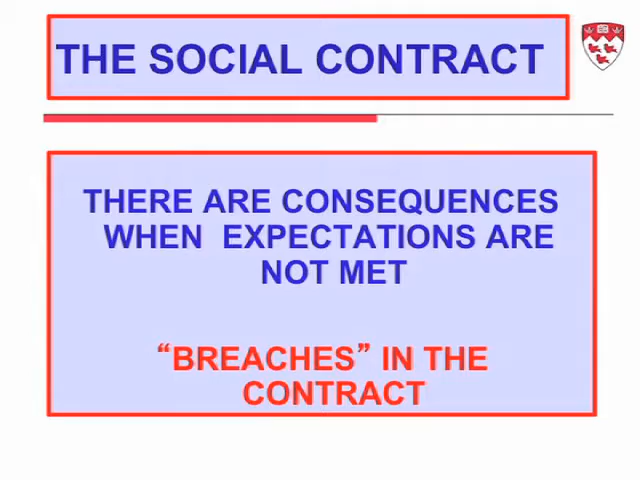 THE SOCIAL CONTRACT
THERE ARE CONSEQUENCES
WHEN EXPECTATIONS ARE
NOT MET
“BREACHES” IN THE
CONTRACT